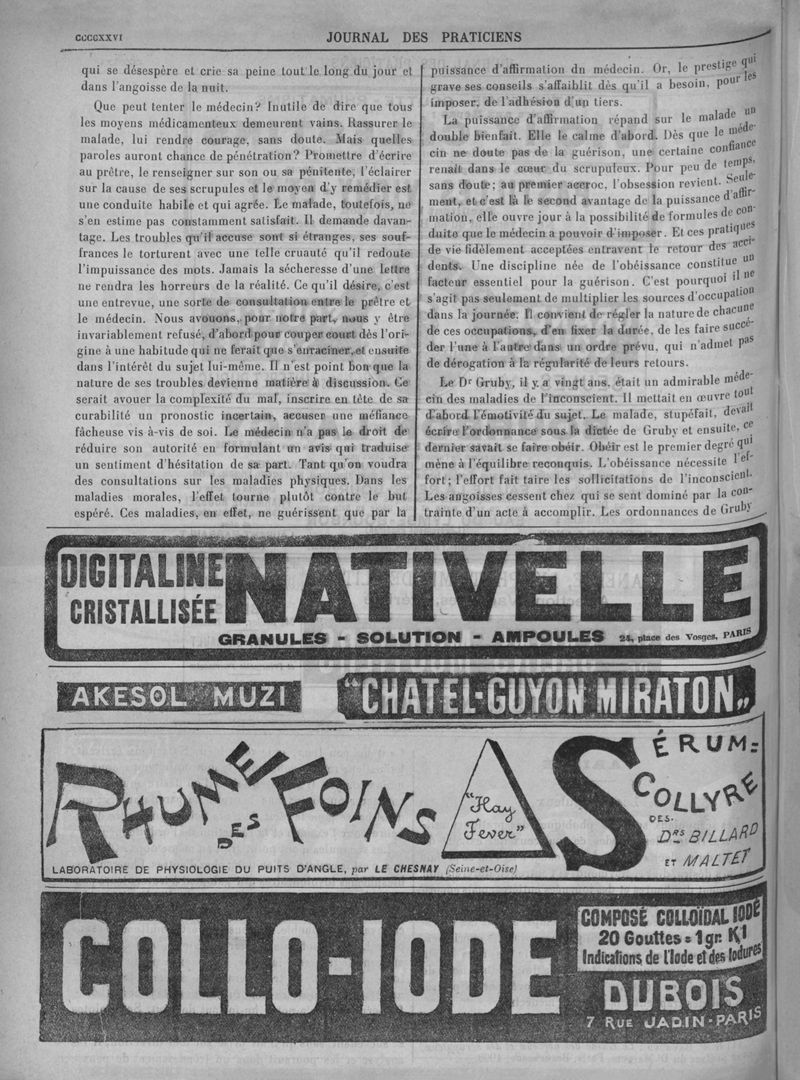 CCCCXXVI
JOURNAL DES PRATICIENS
qui se désespère et crie sa peine tout le long du jour et
dans l'angoisse de la nuit.
Que peut tenter le médecin? Inutile de dire que tous
les moyens médicamenteux demeurent vains. Rassurer le
malade, lui rendre courage, sans doute. Mais quelles
paroles auront chance de pénétration? Promettre d'écrire
au prêtre, le renseigner sur son ou sa pénitente, l'éclairer
sur la cause de ses scrupules et le moyen d'y remédier est
une conduite habile et qui agrée. Le malade, toutefois, ne
s'en estime pas constamment satisfait. Il demande davan-
tage. Les troubles qu'il accuse sont si étranges, ses souf-
frances le torturent avec une telle cruauté qu'il redoute
l'impuissance des mots. Jamais la sécheresse d'une lettre
ne rendra les horreurs de la réalité. Ce qu'il désire, c'est
une entrevue, une sorte de consultation entre le prêtre et
le médecin. Nous avouons, pour notre part, nous y être
invariablement refusé, d'abord pour couper court dès l'ori-
gine à une habitude qui ne ferait que s'enraciner, et ensuite
dans l'intérêt du sujet lui-même. Il n'est point bon que la
nature de ses troubles devienne matière à discussion. Ce
serait avouer la complexité du mal, inscrire en tête de sa
curabilité un pronostic incertain, accuser une méfiance
fâcheuse vis à-vis de soi. Le médecin n'a pas le droit de
réduire son autorité en formulant un avis qui traduise
un sentiment d'hésitation de sa part. Tant qu'on voudra
des consultations sur les maladies physiques. Dans les
maladies morales, l'effet tourne plutôt contre le but
espéré. Ces maladies, en effet, ne guérissent que par la
puissance d'affirmation du médecin. Or, le prestige qui
grave ses conseils s'affaiblit dès qu'il a besoin, pour les
imposer, de l'adhésion d'un tiers.
La puissance d'affirmation répand sur le malade un
double bienfait. Elle le calme d'abord. Dès que le méde-
cin ne doute pas de la guérison, une certaine confiance
renaît dans le cœur du scrupuleux. Pour peu de temps,
sans doute; au premier accroc, l'obsession revient. Seule-
ment, et c'est là le second avantage de la puissance d'affir-
mation, elle ouvre jour à la possibilité de formules de con-
duite que le médecin a pouvoir d'imposer. Et ces pratiques
de vie fidèlement acceptées entravent le retour des acci-
dents. Une discipline née de l'obéissance constitue un
facteur essentiel pour la guérison. C'est pourquoi il ne
s'agit pas seulement de multiplier les sources d'occupation
dans la journée. Il convient de régler la nature de chacune
de ces occupations, d'en fixer la durée, de les faire succé-
der l'une à l'autre dans un ordre prévu, qui n'admet pas
de dérogation à la régularité de leurs retours.
Le Dr Gruby, il y a vingt ans, était un admirable méde-
cin des maladies de l'inconscient. Il mettait en œuvre tout
d'abord l'émotivité du sujet. Le malade, stupéfait, devait
écrire l'ordonnance sous la dictée de Gruby et ensuite, ce
dernier savait se faire obéir. Obéir est le premier degré qui
mène à l'équilibre reconquis. L'obéissance nécessite l'ef-
fort; l'effort fait taire les sollicitations de l'inconscient.
Les angoisses cessent chez qui se sent dominé par la con-
trainte d'un acte à accomplir. Les ordonnances de Gruby
DIGITALINE
CRISTALLISÉE
NATIVELLE
GRANULES - SOLUTION - AMPOULES 24, place des Vosges, PARIS
AKESOL MUZI
"CHATEL-GUYON MIRATON"
RHUME DES FOINS
"Hay
Fever"
SÉRUM-
COLLYRE
DES
DRS BILLARD
ET MALTET
LABORATOIRE DE PHYSIOLOGIE DU PUITS D'ANGLE, par LE CHESNAY (Seine-et-Oise)
COLLO-IODE
COMPOSÉ COLLOÏDAL IODÉ
20 Gouttes = 1 gr. KI
Indications de l'Iode et des Iodures
DUBOIS
7 RUE JADIN-PARIS